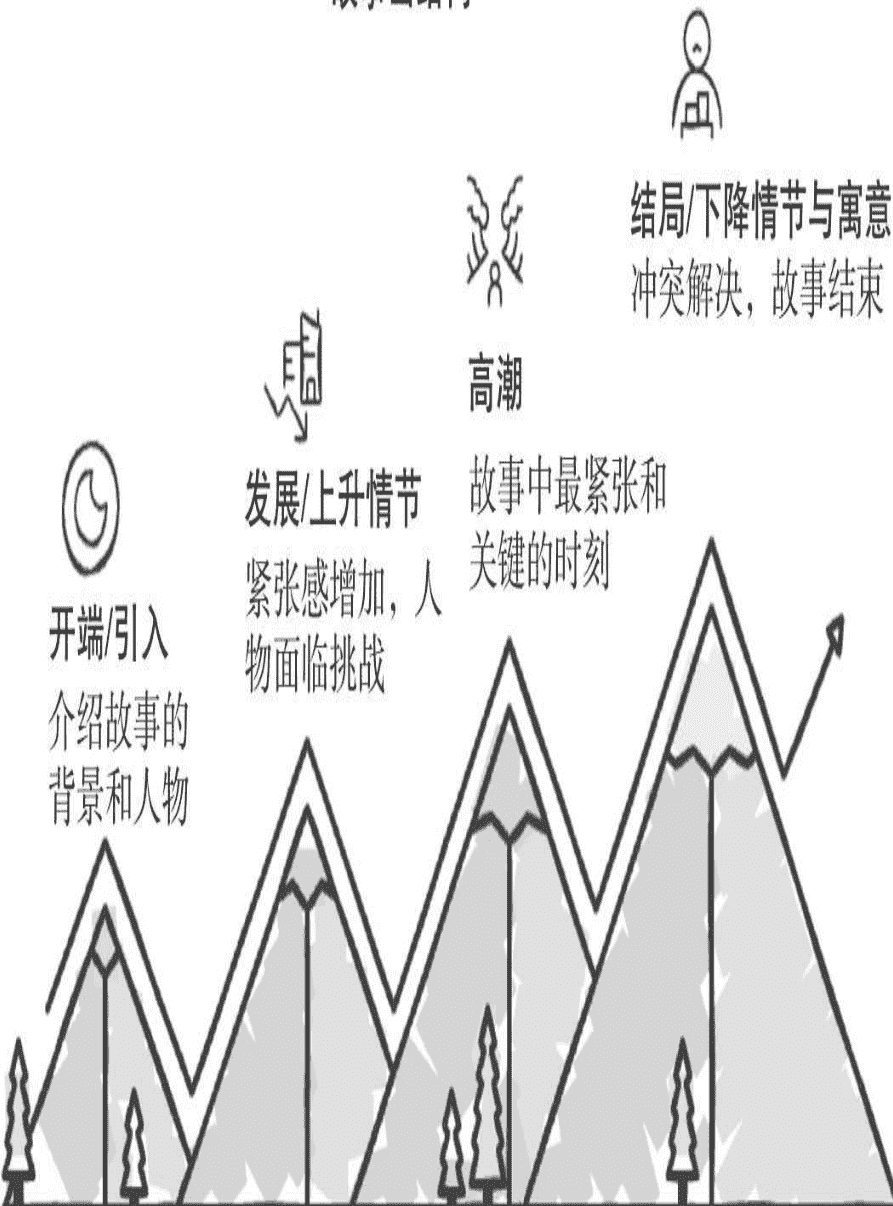 开端/引入
介绍故事的
背景和人物
发展/上升情节
紧张感增加，人
物面临挑战
高潮
故事中最紧张和
关键的时刻
结局/下降情节与寓意
冲突解决，故事结束